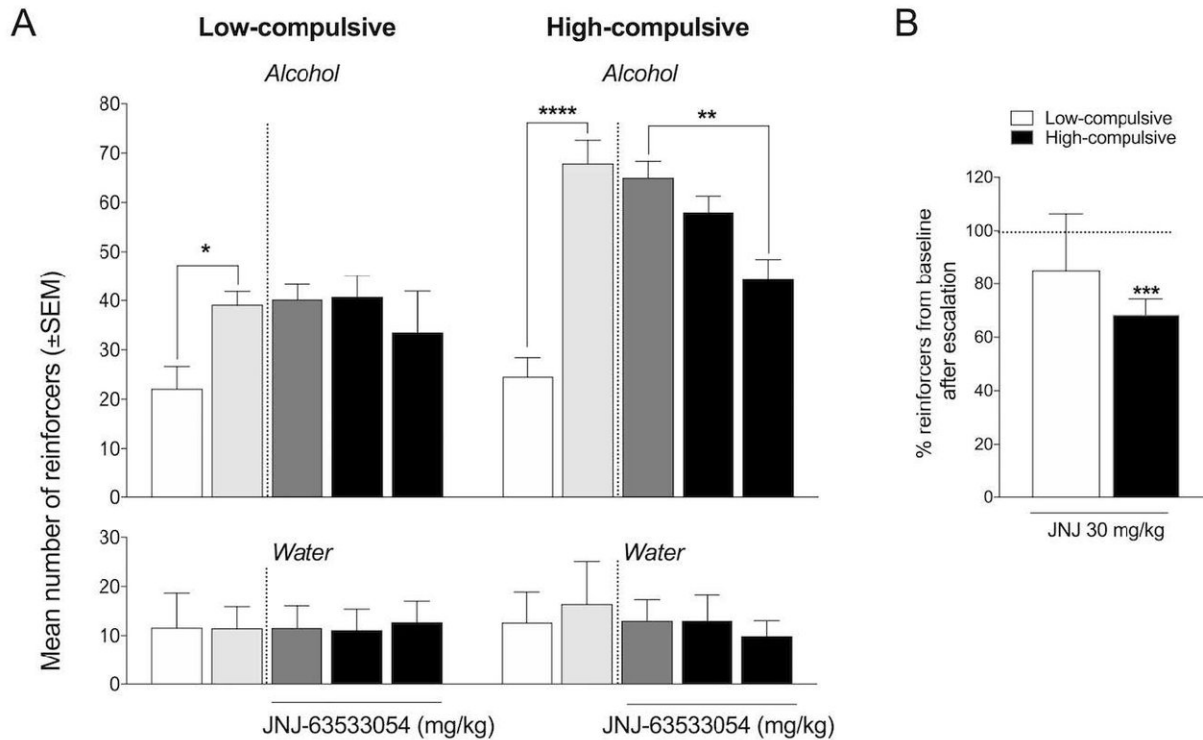 A
B
Low-compulsive
High-compulsive
Alcohol
Alcohol
Mean number of reinforcers (±SEM)
80
70
60
50
40
30
20
10
0
*
****
**
30
20
10
0
Water
Water
JNJ-63533054 (mg/kg)
JNJ-63533054 (mg/kg)
Low-compulsive
High-compulsive
% reinforcers from baseline
after escalation
120
100
80
60
40
20
0
***
JNJ 30 mg/kg